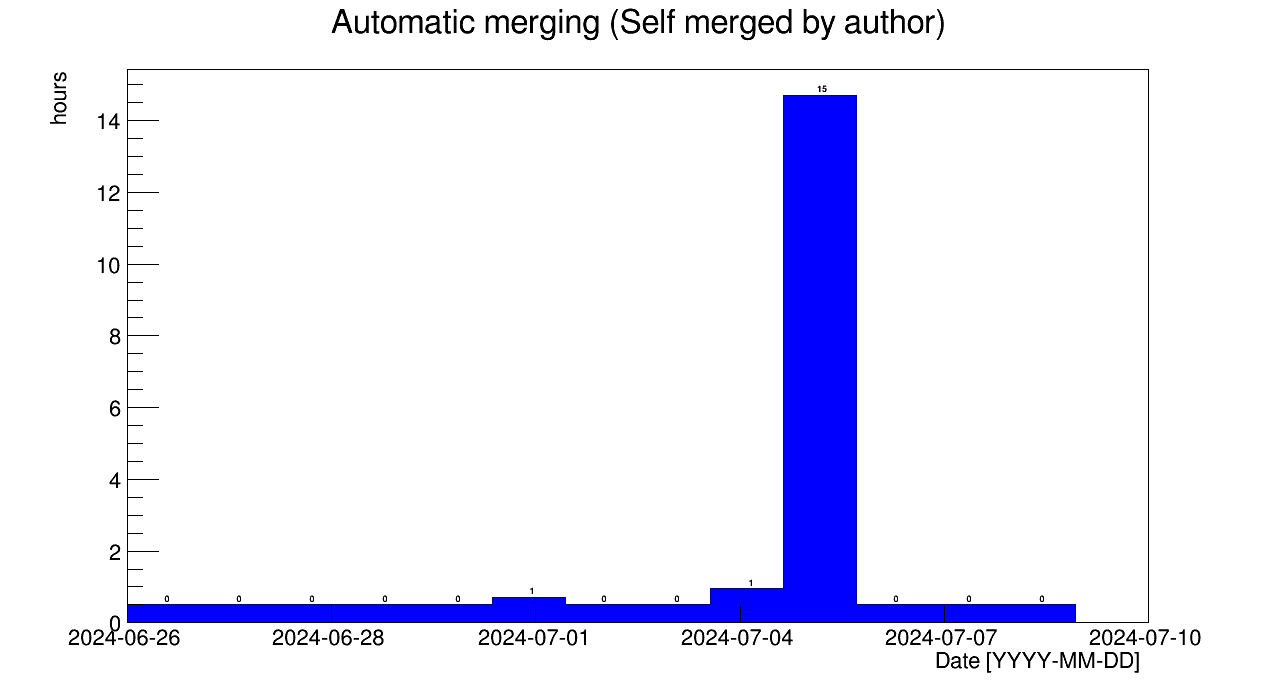 Automatic merging (Self merged by author)
hours
15
14
12
10
8
6
4
2
1
1
0 0 0 0 0 0 0 0 0 0
0
2024-06-26 2024-06-28 2024-07-01 2024-07-04 2024-07-07 2024-07-10
Date [YYYY-MM-DD]